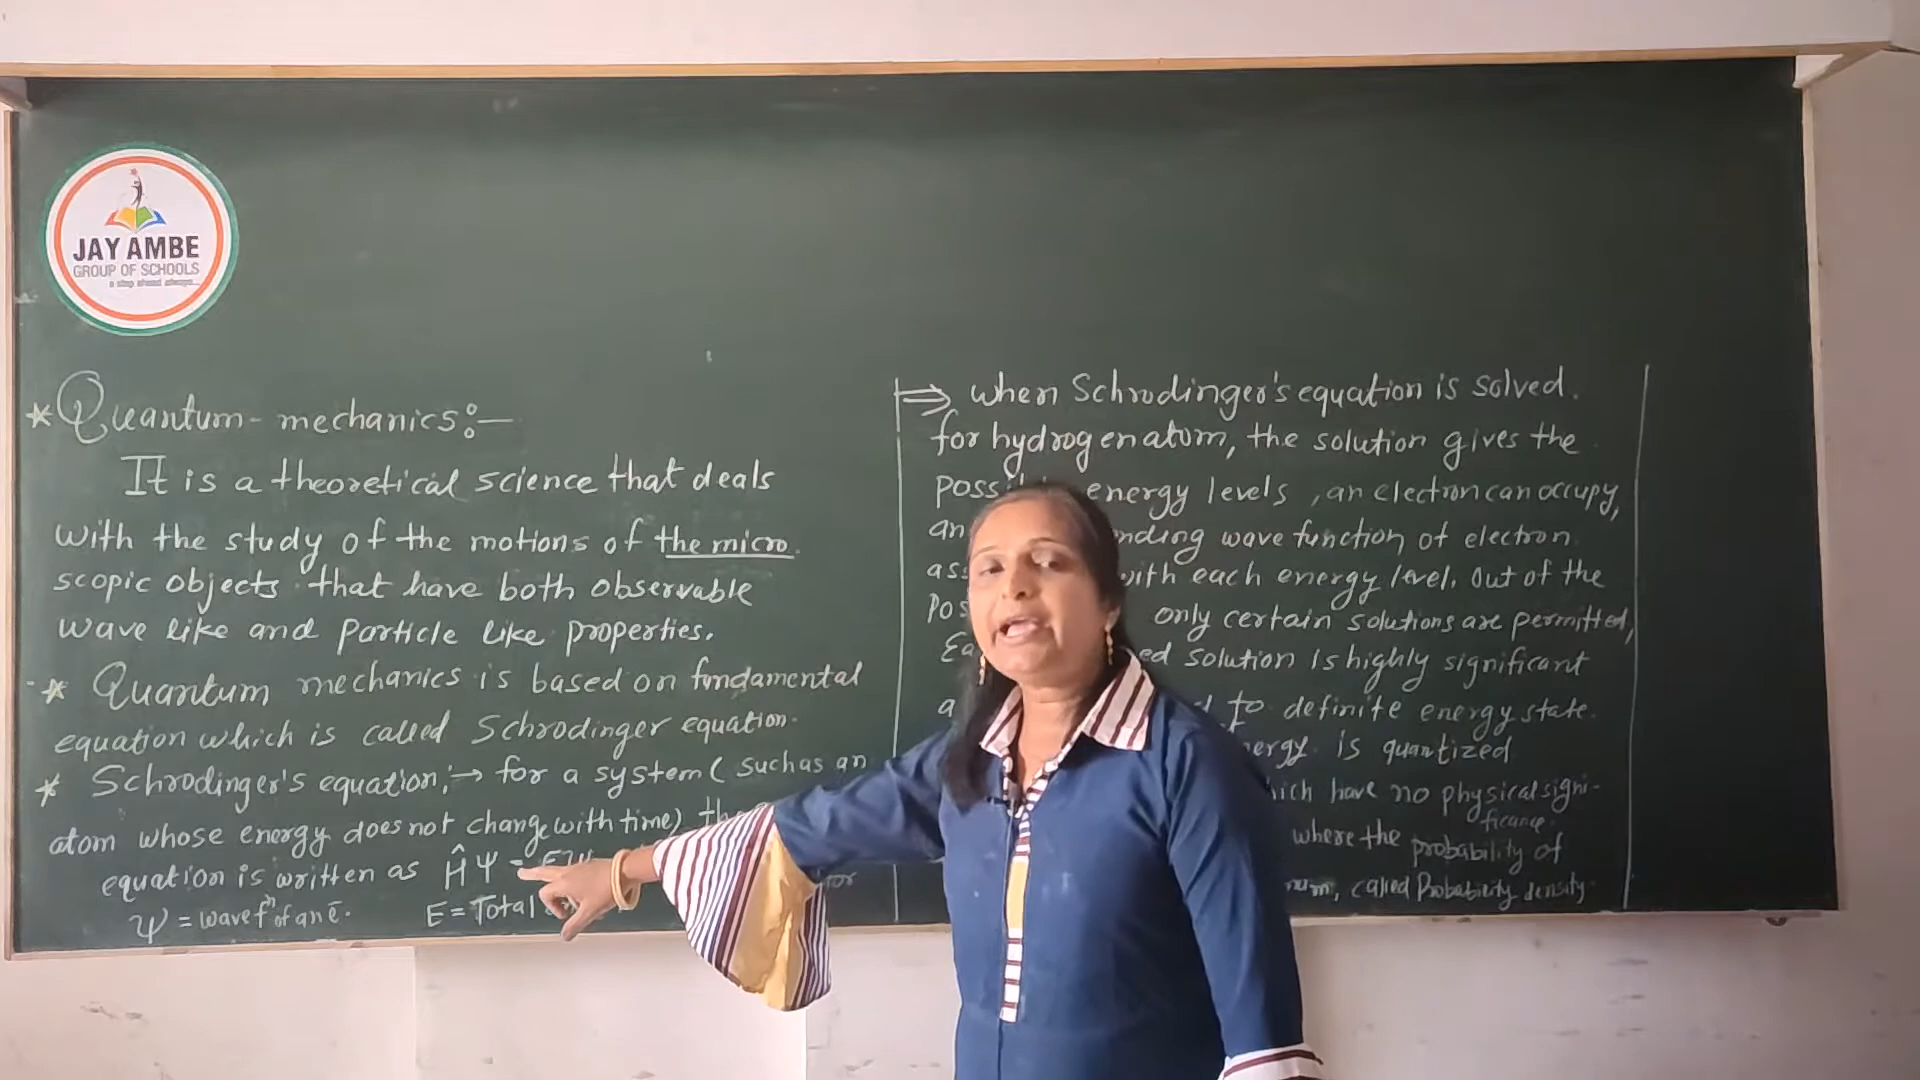 JAY AMBE
GROUP OF SCHOOLS
a step ahead always...
* Quantum-mechanics:-
It is a theoretical science that deals
with the study of the motions of the micro.
scopic objects that have both observable
wave like and particle like properties.
* Quantum mechanics is based on fundamental
equation which is called Schrodinger equation.
* Schrodinger's equation:→ for a system (such as an
atom whose energy does not change with time)
equation is written as ĤΨ = EΨ
Ψ = wave fⁿ of an ē. E = Total
⇒ when Schrodinger's equation is solved.
for hydrogen atom, the solution gives the
energy levels, an electron can occupy,
wave function of electron
with each energy level. Out of the
only certain solutions are permitted,
solution is highly significant
to definite energy state.
is quantized
have no physical signi-
ficance.
where the probability of
called Probability density.